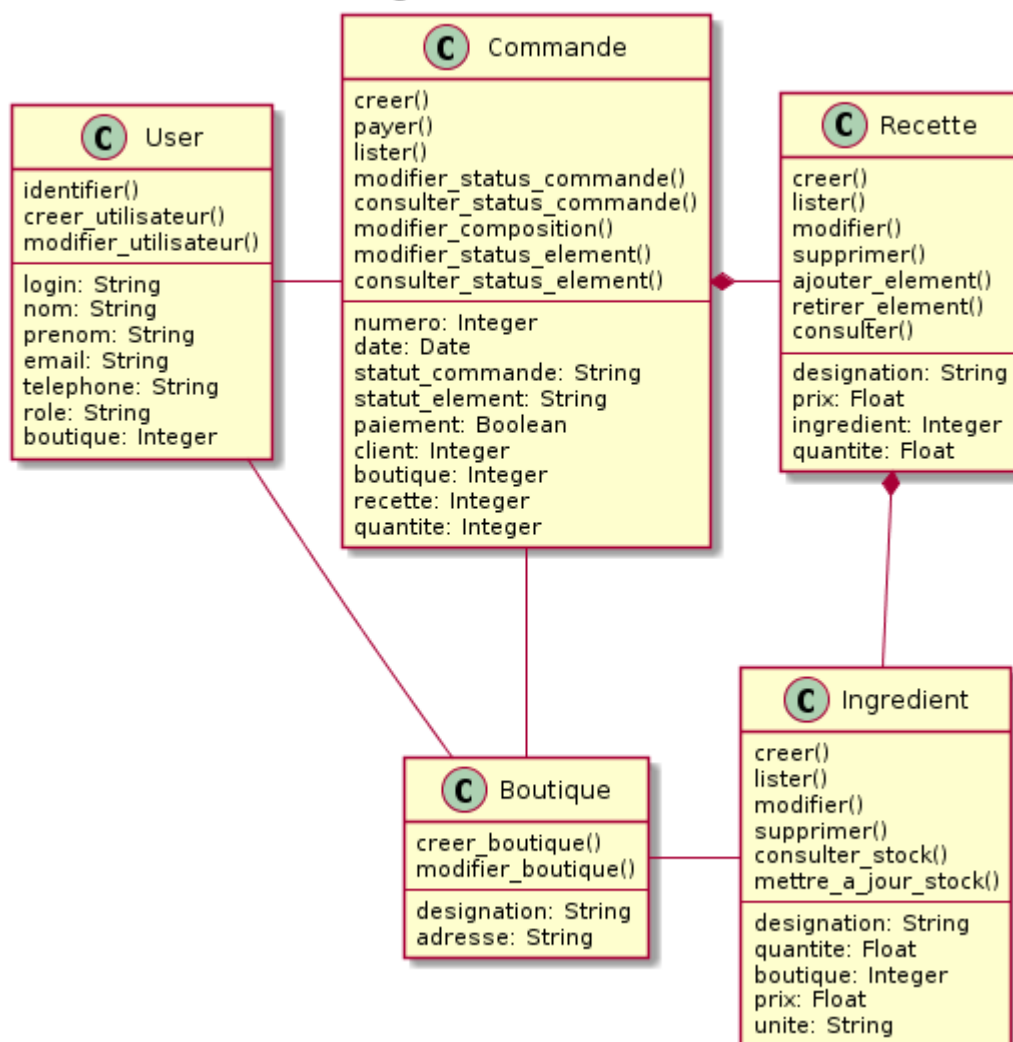 C Commande
creer()
payer()
lister()
modifier_status_commande()
consulter_status_commande()
modifier_composition()
modifier_status_element()
consulter_status_element()
numero: Integer
date: Date
statut_commande: String
statut_element: String
paiement: Boolean
client: Integer
boutique: Integer
recette: Integer
quantite: Integer
C User
identifier()
creer_utilisateur()
modifier_utilisateur()
login: String
nom: String
prenom: String
email: String
telephone: String
role: String
boutique: Integer
C Recette
creer()
lister()
modifier()
supprimer()
ajouter_element()
retirer_element()
consulter()
designation: String
prix: Float
ingredient: Integer
quantite: Float
C Boutique
creer_boutique()
modifier_boutique()
designation: String
adresse: String
C Ingredient
creer()
lister()
modifier()
supprimer()
consulter_stock()
mettre_a_jour_stock()
designation: String
quantite: Float
boutique: Integer
prix: Float
unite: String